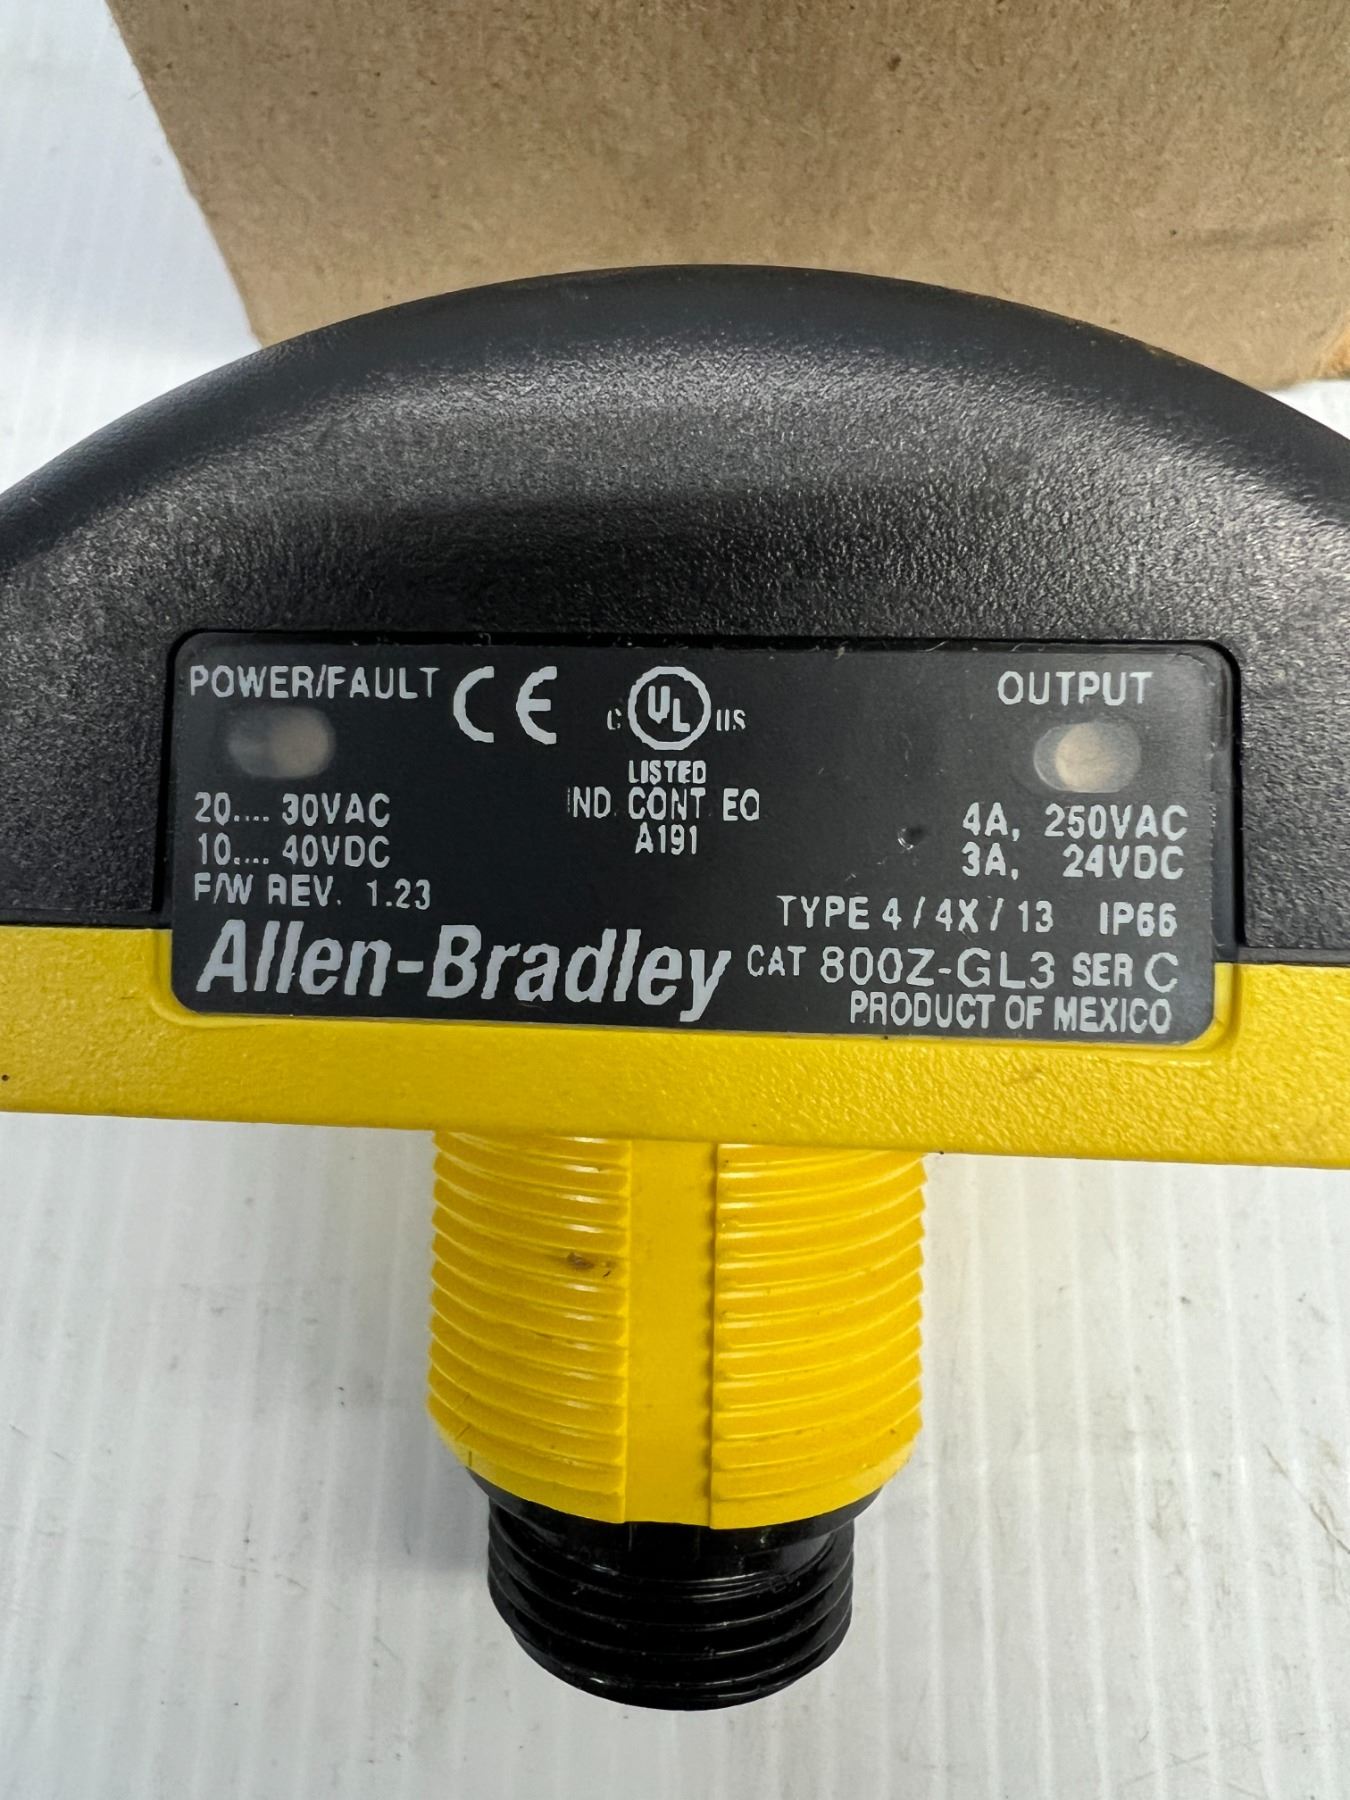 POWER/FAULT CE C UL US OUTPUT
LISTED
20.... 30VAC IND. CONT. EQ 4A, 250VAC
10.... 40VDC A191 3A, 24VDC
F/W REV. 1.23 TYPE 4 / 4X / 13 IP66
Allen-Bradley CAT 800Z-GL3 SER C
PRODUCT OF MEXICO